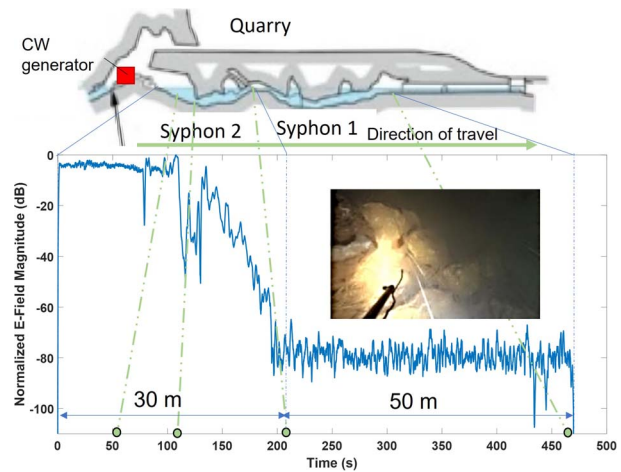 Quarry
CW
generator
Syphon 2
Syphon 1
Direction of travel
Normalized E-Field Magnitude (dB)
0
-20
-40
-60
-80
-100
30 m
50 m
0
50
100
150
200
250
300
350
400
450
500
Time (s)